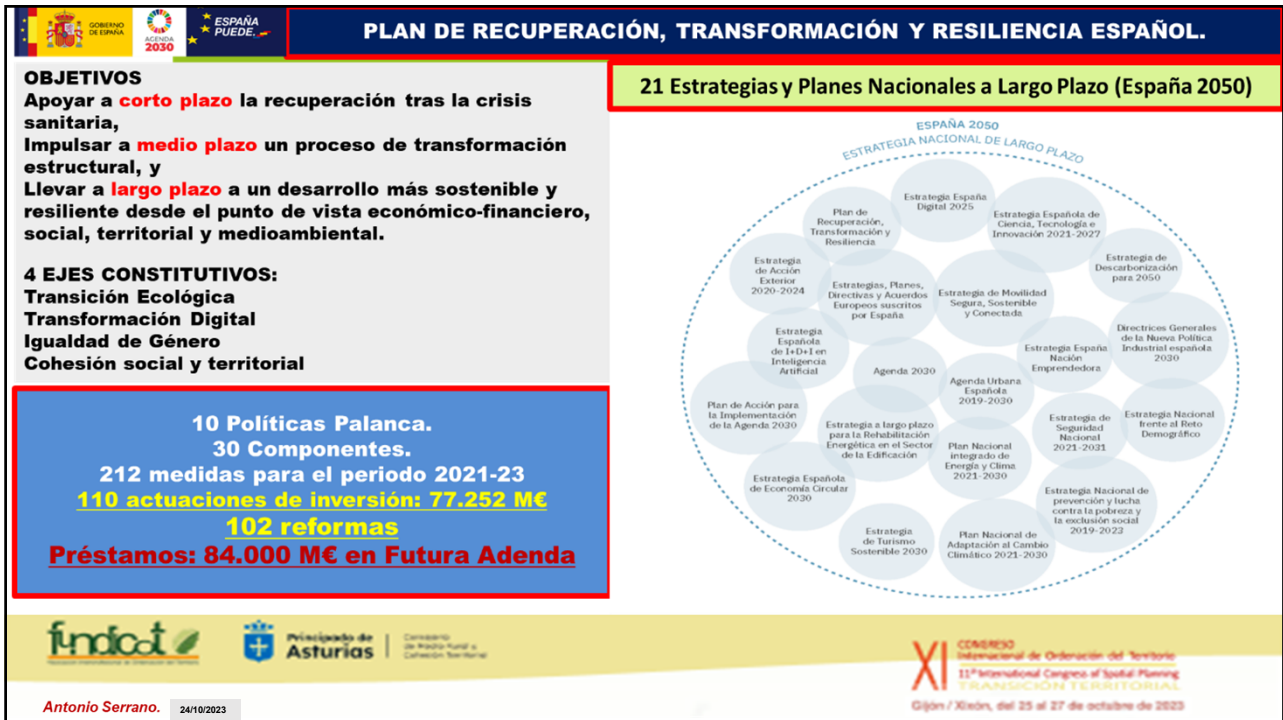 GOBIERNO
DE ESPAÑA
AGENDA
2030
ESPAÑA
PUEDE.
PLAN DE RECUPERACIÓN, TRANSFORMACIÓN Y RESILIENCIA ESPAÑOL.
OBJETIVOS
Apoyar a corto plazo la recuperación tras la crisis
sanitaria,
Impulsar a medio plazo un proceso de transformación
estructural, y
Llevar a largo plazo a un desarrollo más sostenible y
resiliente desde el punto de vista económico-financiero,
social, territorial y medioambiental.
4 EJES CONSTITUTIVOS:
Transición Ecológica
Transformación Digital
Igualdad de Género
Cohesión social y territorial
10 Políticas Palanca.
30 Componentes.
212 medidas para el periodo 2021-23
110 actuaciones de inversión: 77.252 M€
102 reformas
Préstamos: 84.000 M€ en Futura Adenda
21 Estrategias y Planes Nacionales a Largo Plazo (España 2050)
ESPAÑA 2050
ESTRATEGIA NACIONAL DE LARGO PLAZO
Estrategia España
Digital 2025
Plan de
Recuperación,
Transformación y
Resiliencia
Estrategia Española de
Ciencia, Tecnología e
Innovación 2021-2027
Estrategia
de Acción
Exterior
2020-2024
Estrategias, Planes,
Directivas y Acuerdos
Europeos suscritos
por España
Estrategia de Movilidad
Segura, Sostenible
y Conectada
Estrategia de
Descarbonización
para 2050
Estrategia
Española
de I+D+I en
Inteligencia
Artificial
Agenda 2030
Agenda Urbana
Española
2019-2030
Estrategia España
Nación
Emprendedora
Directrices Generales
de la Nueva Política
Industrial española
2030
Plan de Acción para
la Implementación
de la Agenda 2030
Estrategia a largo plazo
para la Rehabilitación
Energética en el Sector
de la Edificación
Plan Nacional
integrado de
Energía y Clima
2021-2030
Estrategia de
Seguridad
Nacional
2021-2031
Estrategia Nacional
frente al Reto
Demográfico
Estrategia Española
de Economía Circular
2030
Estrategia
de Turismo
Sostenible 2030
Plan Nacional de
Adaptación al Cambio
Climático 2021-2030
Estrategia Nacional de
prevención y lucha
contra la pobreza y
la exclusión social
2019-2023
fundicot
Principado de
Asturias
Consejería
de Medio Rural y
Cohesión Territorial
XI CONGRESO
Internacional de Ordenación del Territorio
11th International Congress of Spatial Planning
TRANSICIÓN TERRITORIAL
Gijón / Xixón, del 25 al 27 de octubre de 2023
Antonio Serrano.
24/10/2023